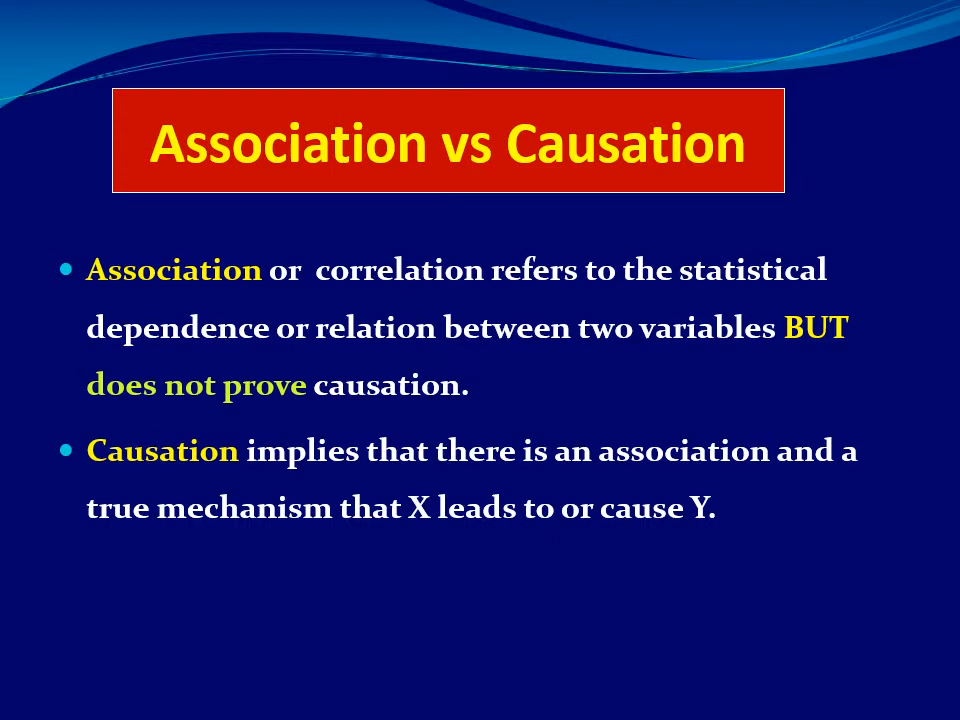 Association vs Causation
Association or correlation refers to the statistical
dependence or relation between two variables BUT
does not prove causation.
Causation implies that there is an association and a
true mechanism that X leads to or cause Y.